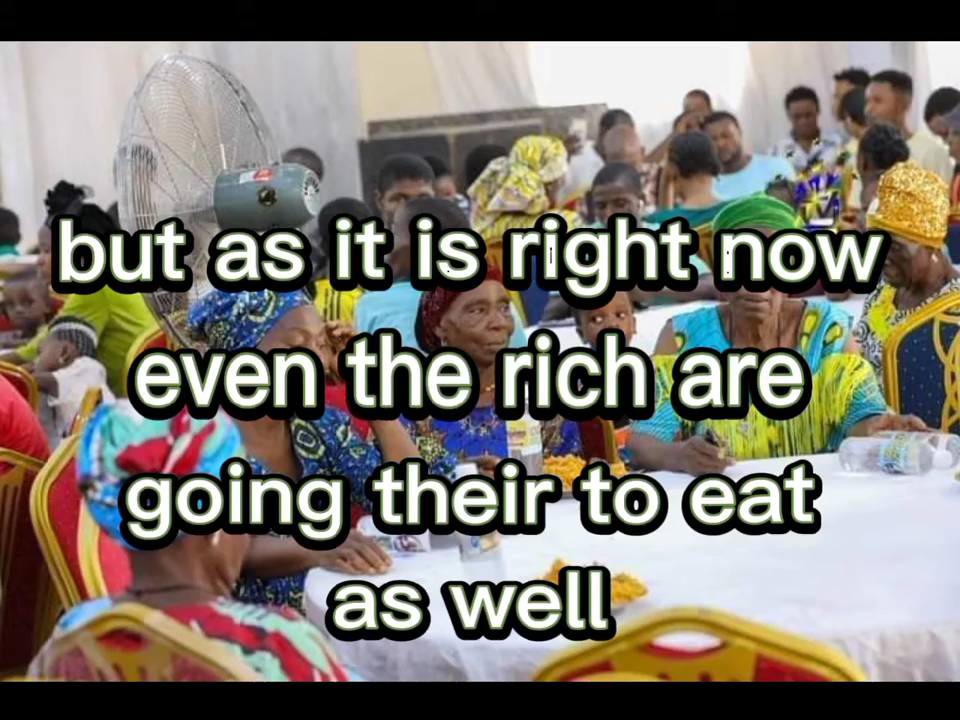 but as it is right now
even the rich are
going their to eat
as well